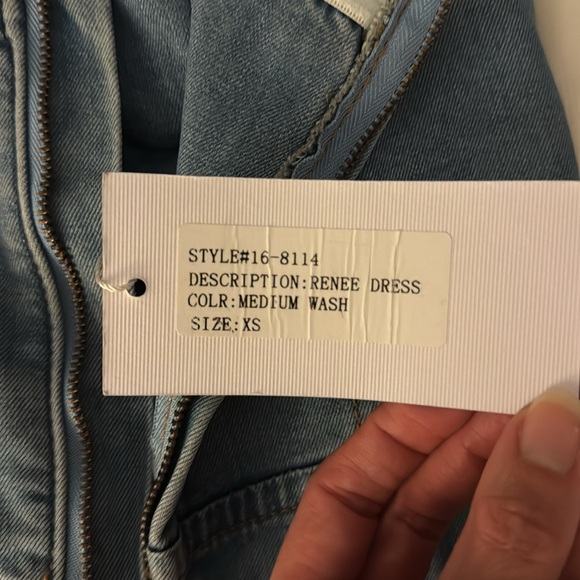 STYLE#16-8114
DESCRIPTION:RENEE DRESS
COLR:MEDIUM WASH
SIZE:XS